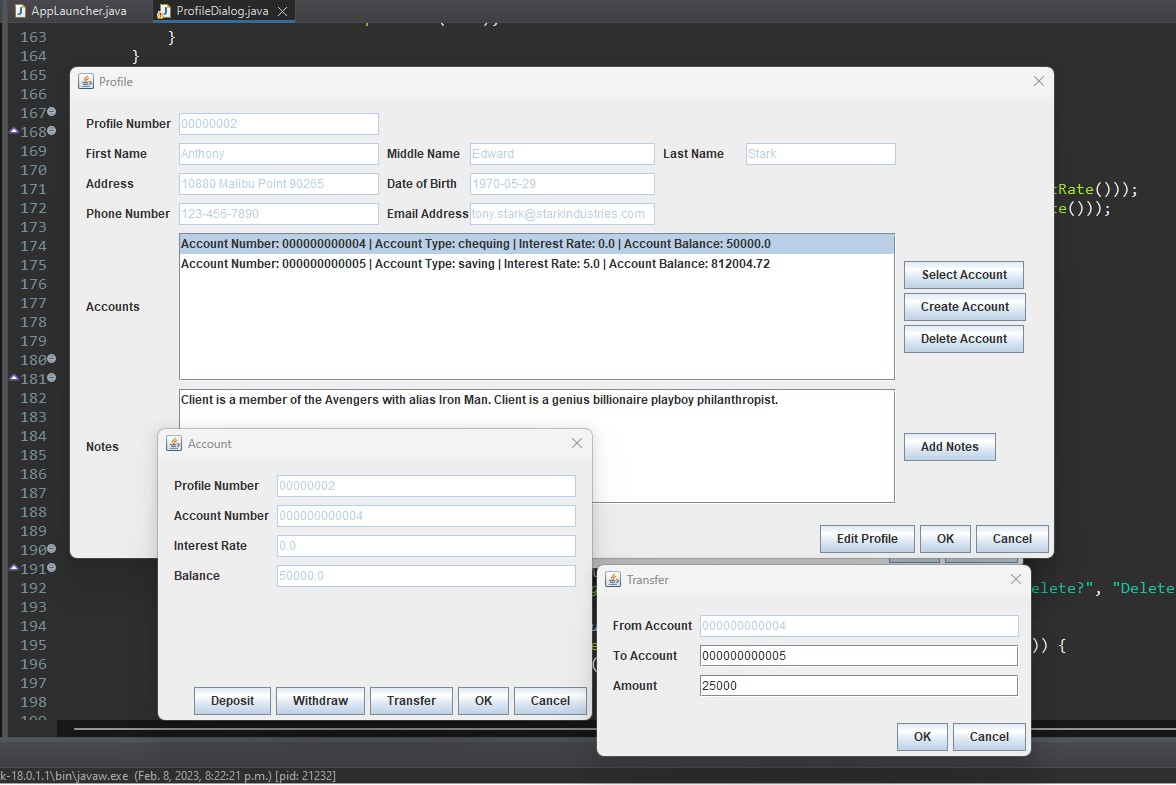 AppLauncher.java ProfileDialog.java
163 }
164 }
165
166
167
168
169
170
171 Rate()));
172 e()));
173
174
175
176
177
178
179
180
181
182
183
184
185
186
187
188
189
190
191
192 elete?", "Delete
193
194
195 )) {
196
197
198
Profile
Profile Number 00000002
First Name Anthony Middle Name Edward Last Name Stark
Address 10880 Malibu Point 90265 Date of Birth 1970-05-29
Phone Number 123-456-7890 Email Address tony.stark@starkindustries.com
Accounts
Account Number: 000000000004 | Account Type: chequing | Interest Rate: 0.0 | Account Balance: 50000.0
Account Number: 000000000005 | Account Type: saving | Interest Rate: 5.0 | Account Balance: 812004.72
Select Account
Create Account
Delete Account
Notes
Client is a member of the Avengers with alias Iron Man. Client is a genius billionaire playboy philanthropist.
Add Notes
Edit Profile OK Cancel
Account
Profile Number 00000002
Account Number 000000000004
Interest Rate 0.0
Balance 50000.0
Deposit Withdraw Transfer OK Cancel
Transfer
From Account 000000000004
To Account 000000000005
Amount 25000
OK Cancel
k-18.0.1.1\bin\javaw.exe (Feb. 8, 2023, 8:22:21 p.m.) [pid: 21232]